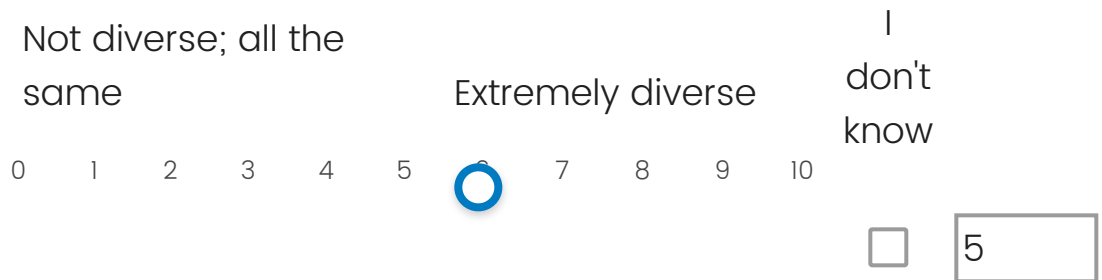 Not diverse; all the
same
Extremely diverse
I
don't
know
0 1 2 3 4 5 7 8 9 10
5